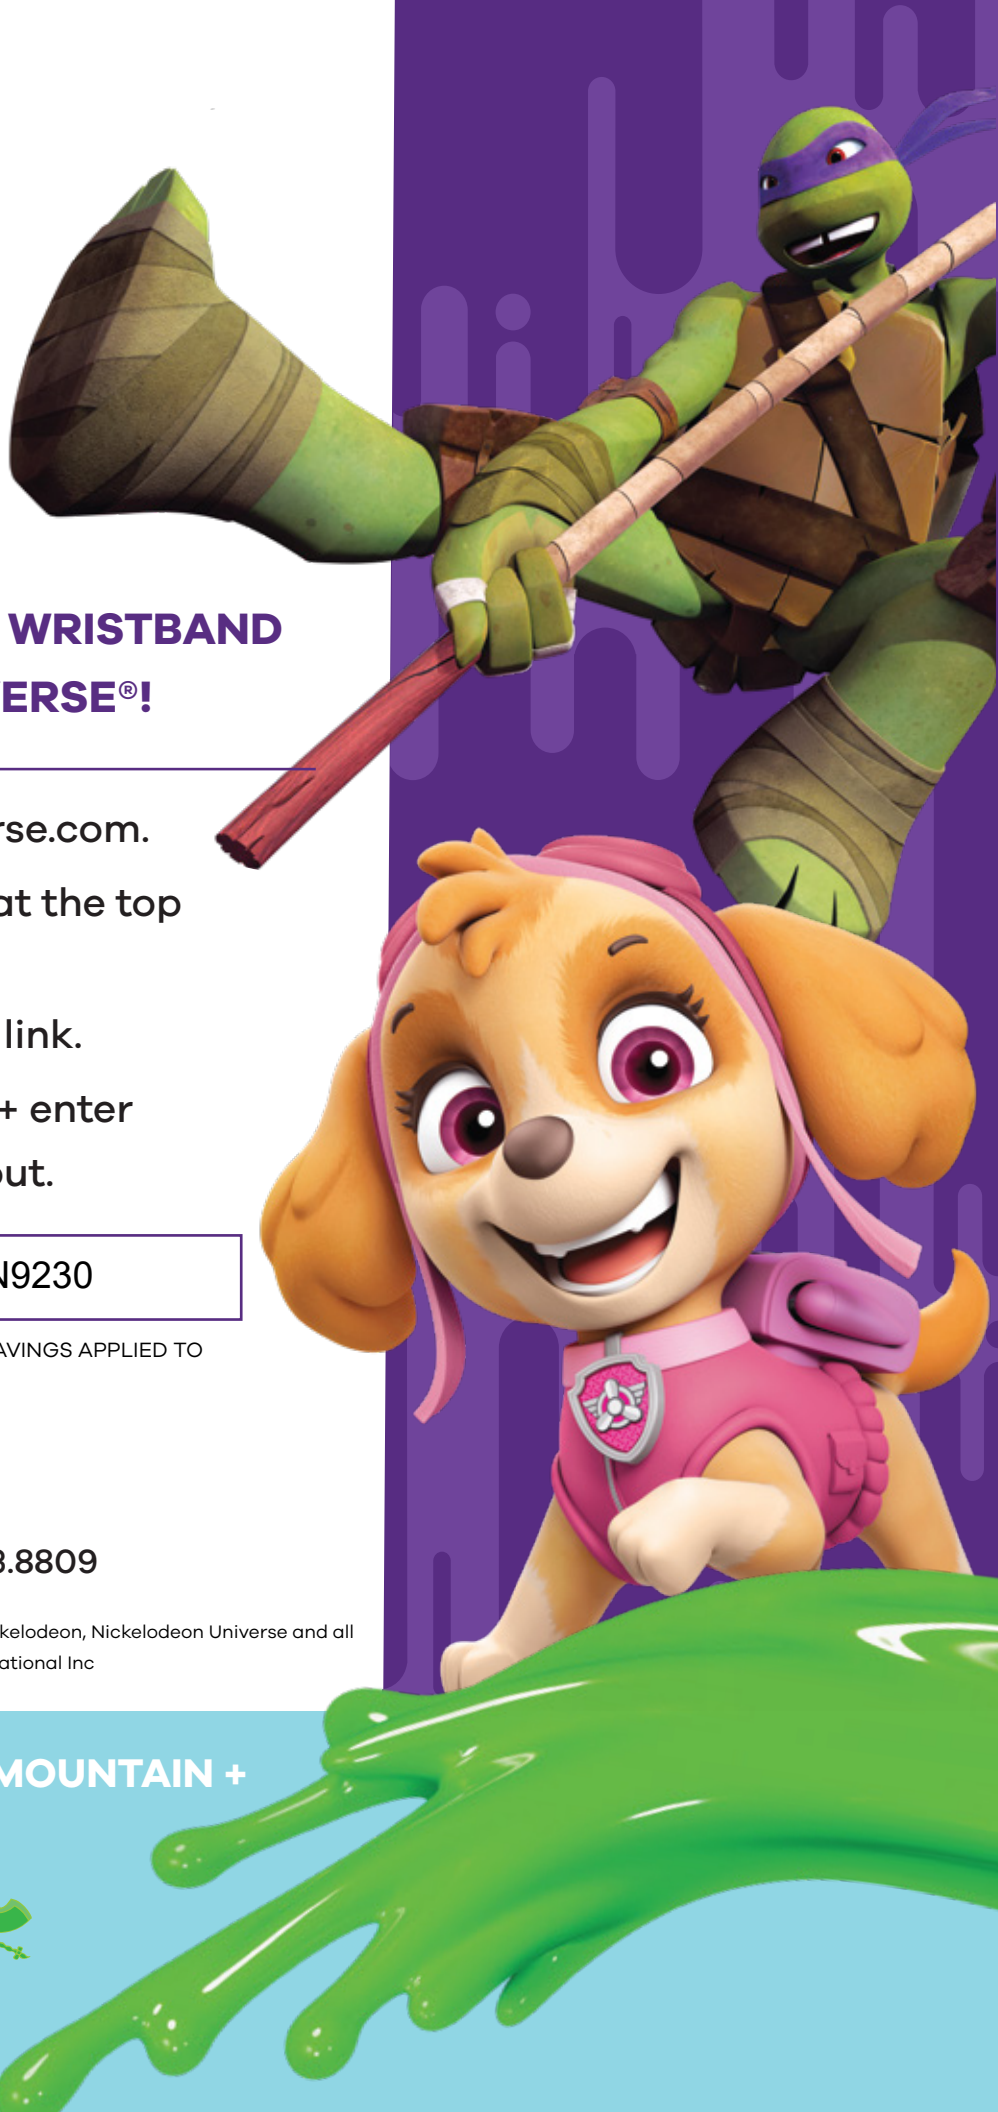 WRISTBAND
ERSE®!
rse.com.
at the top
link.
+ enter
out.
N9230
AVINGS APPLIED TO
3.8809
kelodeon, Nickelodeon Universe and all
ational Inc
MOUNTAIN +